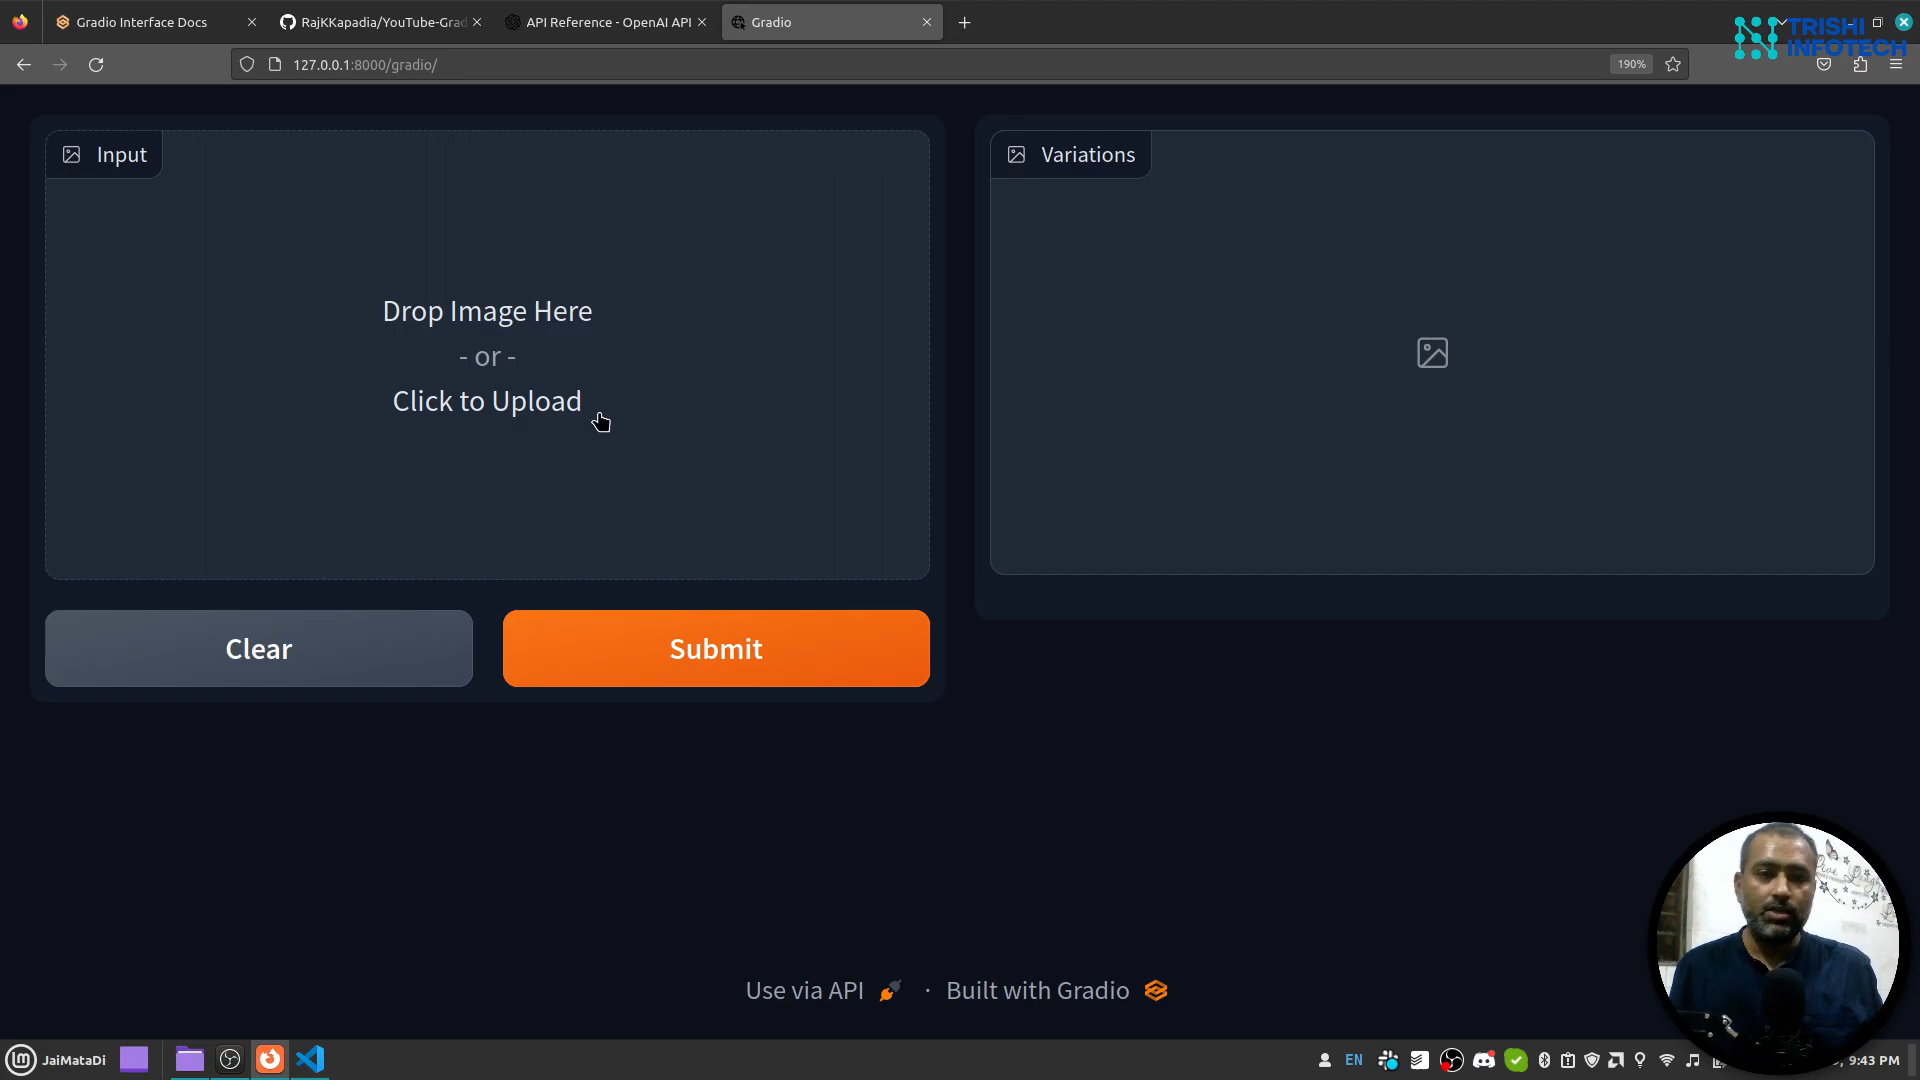 Gradio Interface Docs
RajKKapadia/YouTube-Grad
API Reference - OpenAI API
Gradio
TRISHI
INFOTECH
127.0.0.1:8000/gradio/
190%
Input
Variations
Drop Image Here
- or -
Click to Upload
Clear
Submit
Use via API
·
Built with Gradio
JaiMataDi
EN
9:43 PM